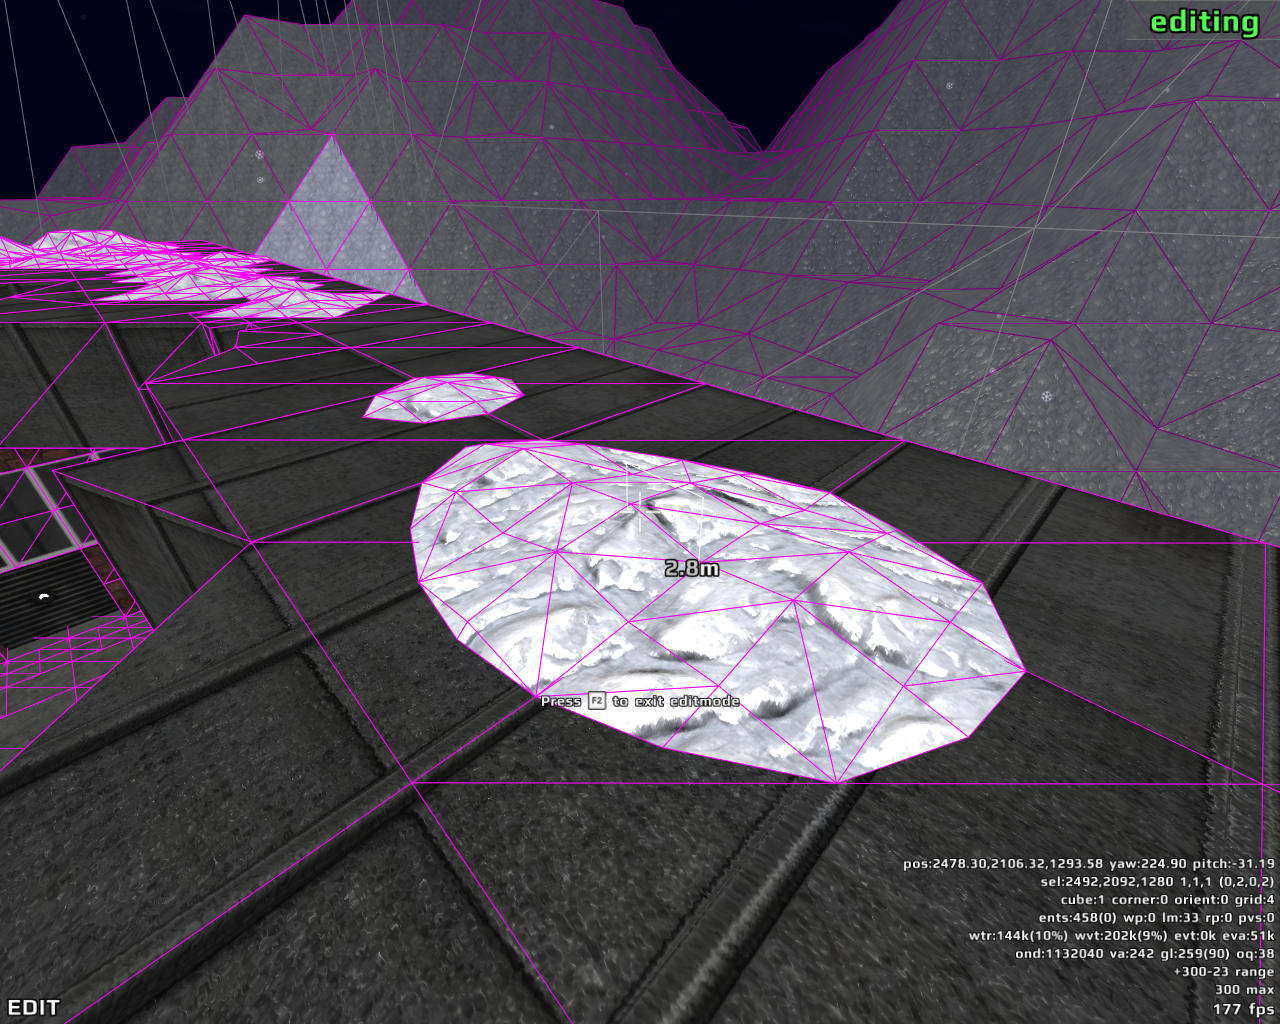 editing
2.8m
Press F2 to exit editmode
pos:2478.30,2106.32,1293.58 yaw:224.90 pitch:-31.19
sel:2492,2092,1280 1,1,1 (0,2,0,2)
cube:1 corner:0 orient:0 grid:4
ents:458(0) wp:0 lm:33 rp:0 pvs:0
wtr:144k(10%) wvt:202k(9%) evt:0k eva:51k
ond:1132040 va:242 gl:259(90) oq:38
+300-23 range
300 max
EDIT 177 fps